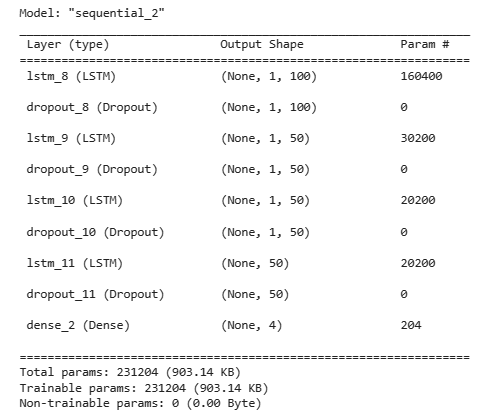 Model: "sequential_2"
Layer (type) Output Shape Param #
lstm_8 (LSTM) (None, 1, 100) 160400
dropout_8 (Dropout) (None, 1, 100) 0
lstm_9 (LSTM) (None, 1, 50) 30200
dropout_9 (Dropout) (None, 1, 50) 0
lstm_10 (LSTM) (None, 1, 50) 20200
dropout_10 (Dropout) (None, 1, 50) 0
lstm_11 (LSTM) (None, 50) 20200
dropout_11 (Dropout) (None, 50) 0
dense_2 (Dense) (None, 4) 204
Total params: 231204 (903.14 KB)
Trainable params: 231204 (903.14 KB)
Non-trainable params: 0 (0.00 Byte)